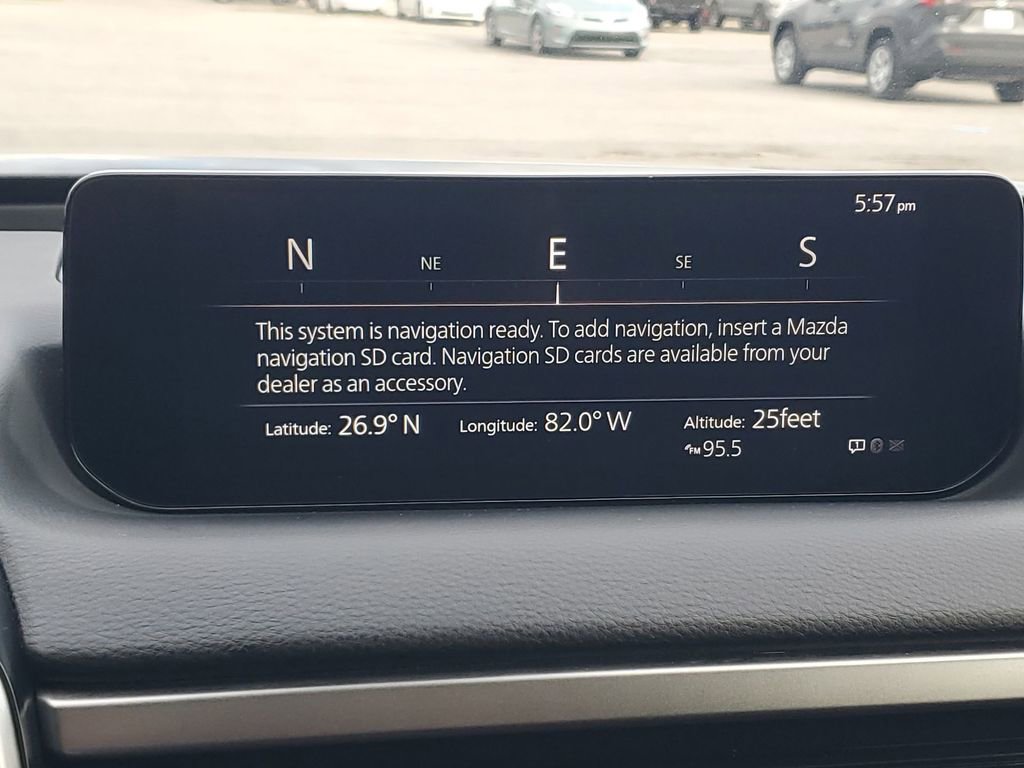 5:57 pm
N NE E SE S
This system is navigation ready. To add navigation, insert a Mazda
navigation SD card. Navigation SD cards are available from your
dealer as an accessory.
Latitude: 26.9° N Longitude: 82.0° W Altitude: 25feet
FM 95.5